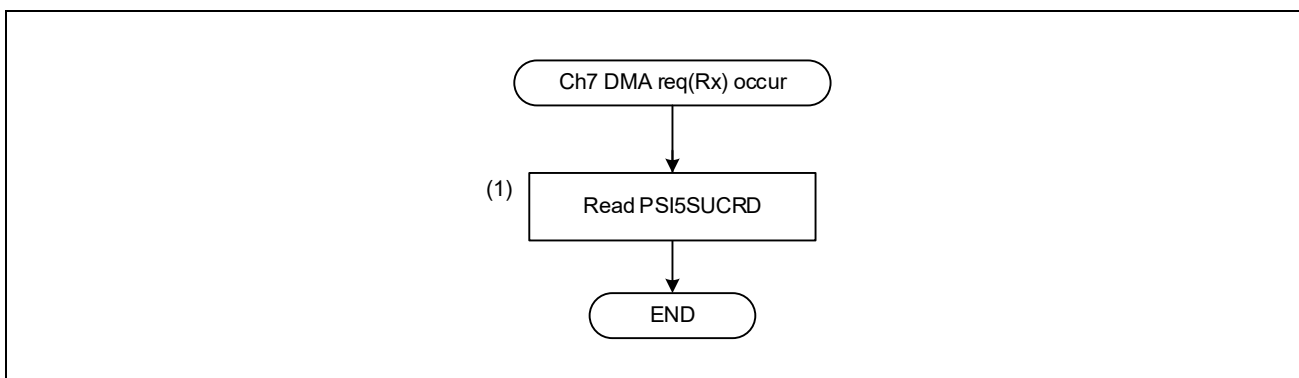 Ch7 DMA req(Rx) occur
(1)
Read PSI5SUCRD
END